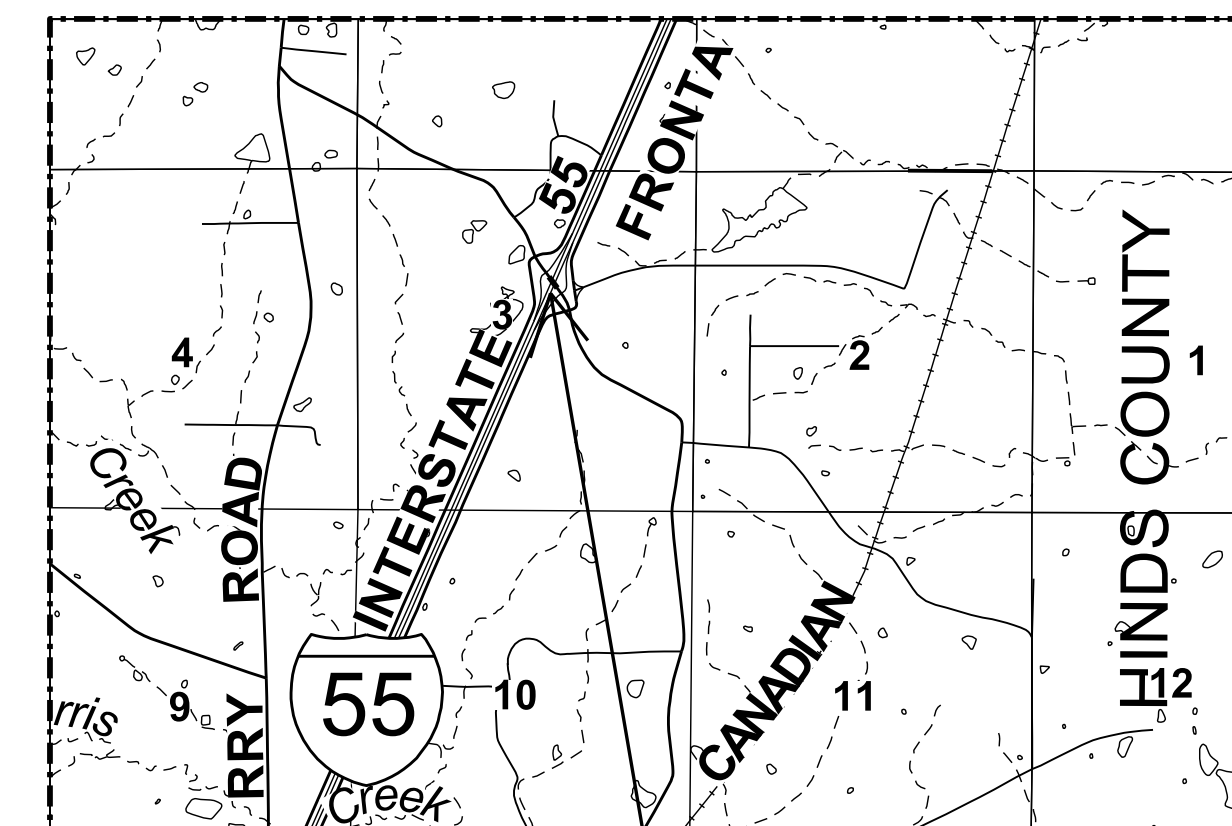 FRONTA
55
HINDS COUNTY
3
4
2
1
INTERSTATE
Creek
ROAD
CANADIAN
55
10
11
12
9
rris
RRY
Creek